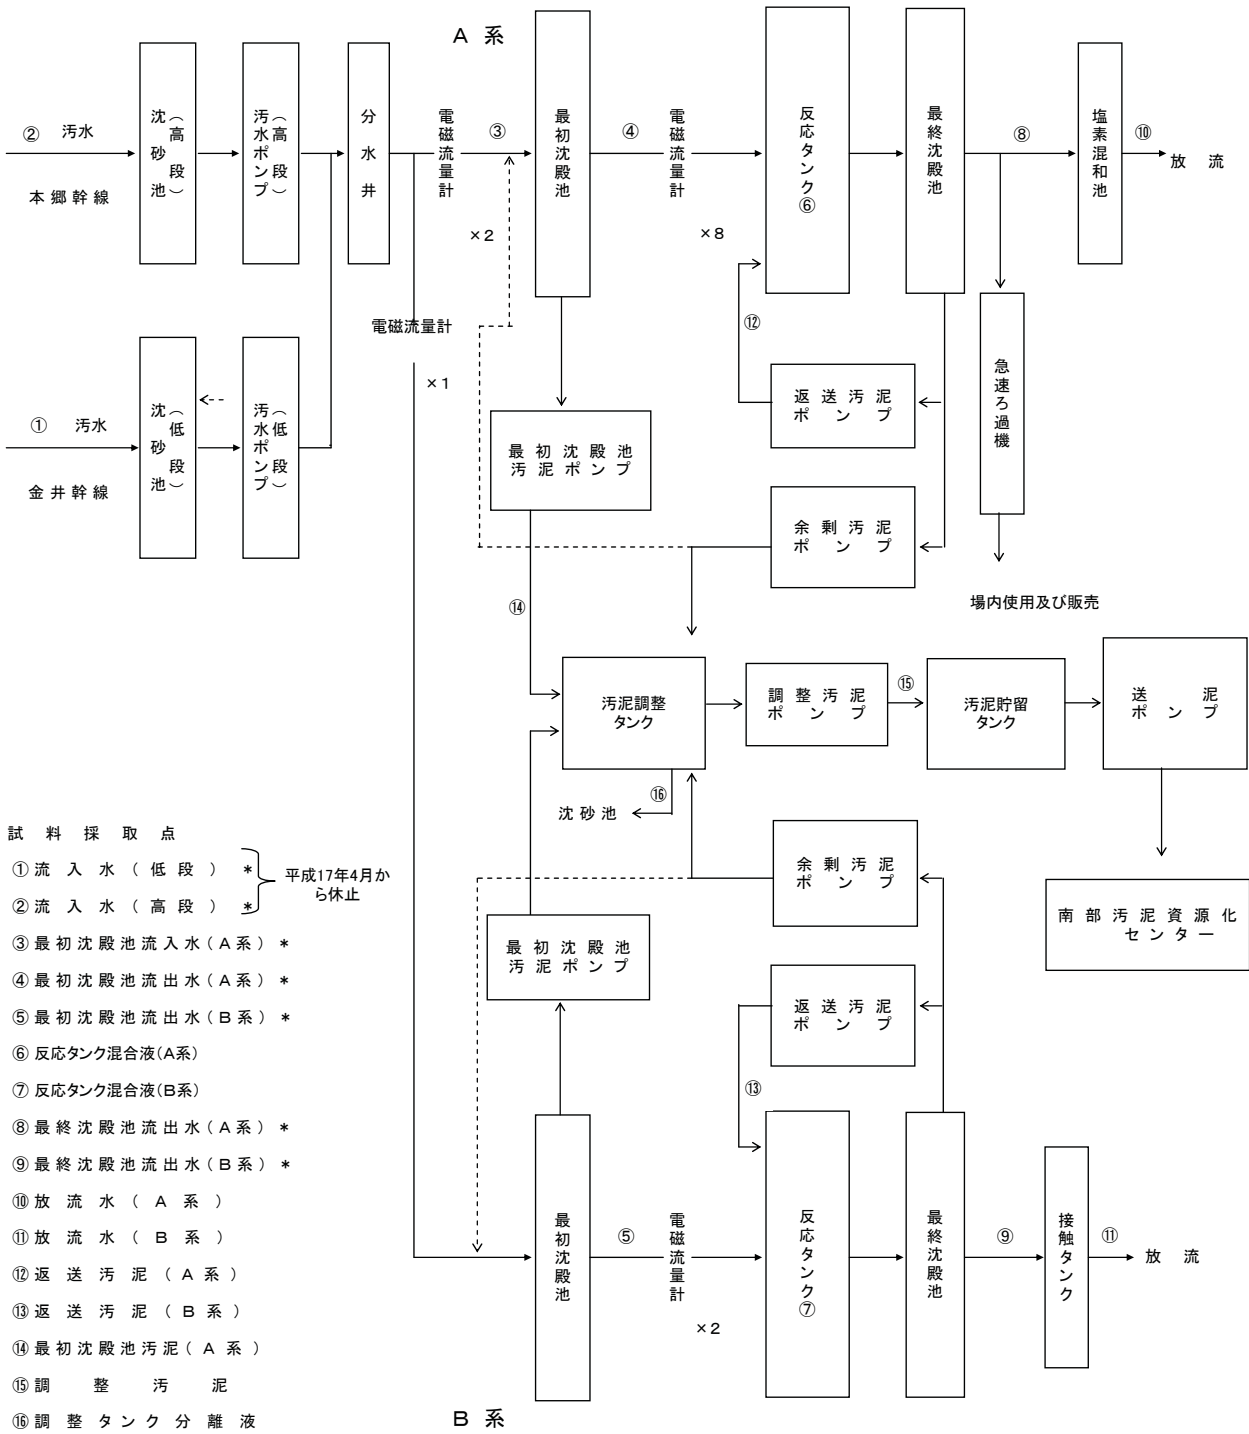 A 系
② 汚水
本郷幹線
沈砂池（高段）
汚水ポンプ（高段）
分水井
電磁流量計
③
×2
最初沈殿池
④
電磁流量計
×8
反応タンク⑥
最終沈殿池
⑧
塩素混和池
⑩
放流
① 汚水
金井幹線
沈砂池（低段）
汚水ポンプ（低段）
電磁流量計
×1
最初沈殿池
汚泥ポンプ
⑫
返送汚泥
ポンプ
急速ろ過機
余剰汚泥
ポンプ
場内使用及び販売
⑭
汚泥調整
タンク
調整汚泥
ポンプ
⑮
汚泥貯留
タンク
送泥
ポンプ
⑯
沈砂池
余剰汚泥
ポンプ
南部汚泥資源化
センター
最初沈殿池
汚泥ポンプ
返送汚泥
ポンプ
⑬
最初沈殿池
⑤
電磁流量計
×2
反応タンク⑦
最終沈殿池
⑨
接触タンク
⑪
放流
B 系
試料採取点
①流入水(低段) *
②流入水(高段) *
平成17年4月か
ら休止
③最初沈殿池流入水(A系) *
④最初沈殿池流出水(A系) *
⑤最初沈殿池流出水(B系) *
⑥反応タンク混合液(A系)
⑦反応タンク混合液(B系)
⑧最終沈殿池流出水(A系) *
⑨最終沈殿池流出水(B系) *
⑩放流水(A系)
⑪放流水(B系)
⑫返送汚泥(A系)
⑬返送汚泥(B系)
⑭最初沈殿池汚泥(A系)
⑮調整汚泥
⑯調整タンク分離液